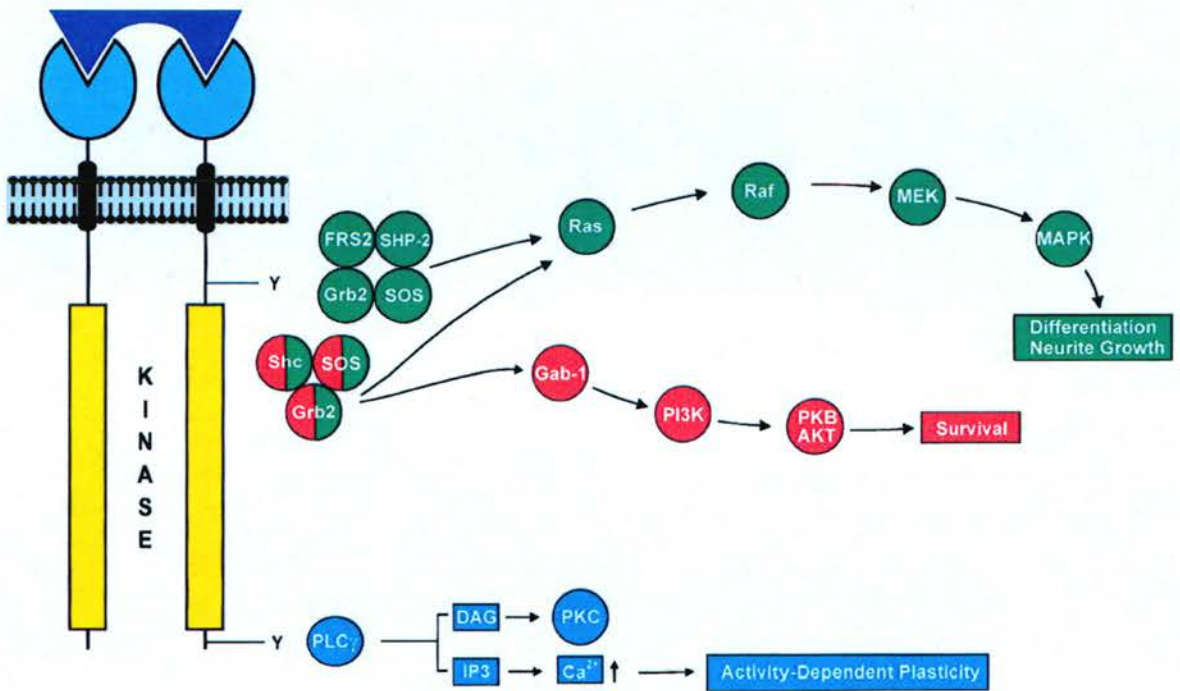 FRS2 SHP-2
Grb2 SOS
Y
Shc SOS
Grb2
Ras
Raf
MEK
MAPK
Differentiation
Neurite Growth
Gab-1
PI3K
PKB
AKT
Survival
KINASE
Y
PLCγ
DAG
PKC
IP3
Ca²⁺
Activity-Dependent Plasticity